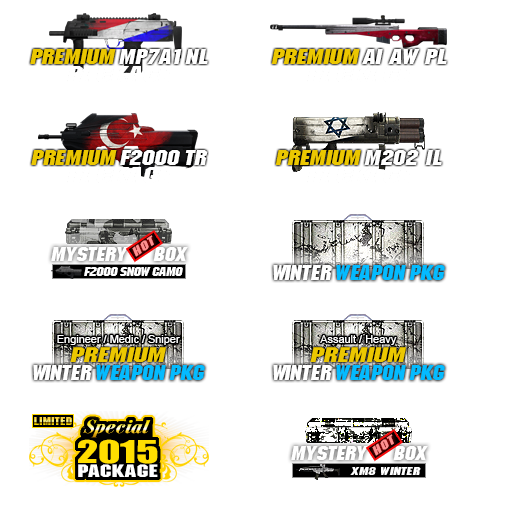 PREMIUM MP7A1 NL
PREMIUM AI AW PL
PREMIUM F2000 TR
PREMIUM M202 IL
MYSTERY HOT BOX
F2000 SNOW CAMO
WINTER WEAPON PKG
Engineer / Medic / Sniper
PREMIUM
WINTER WEAPON PKG
Assault / Heavy
PREMIUM
WINTER WEAPON PKG
LIMITED
Special
2015
PACKAGE
MYSTERY HOT BOX
XM8 WINTER